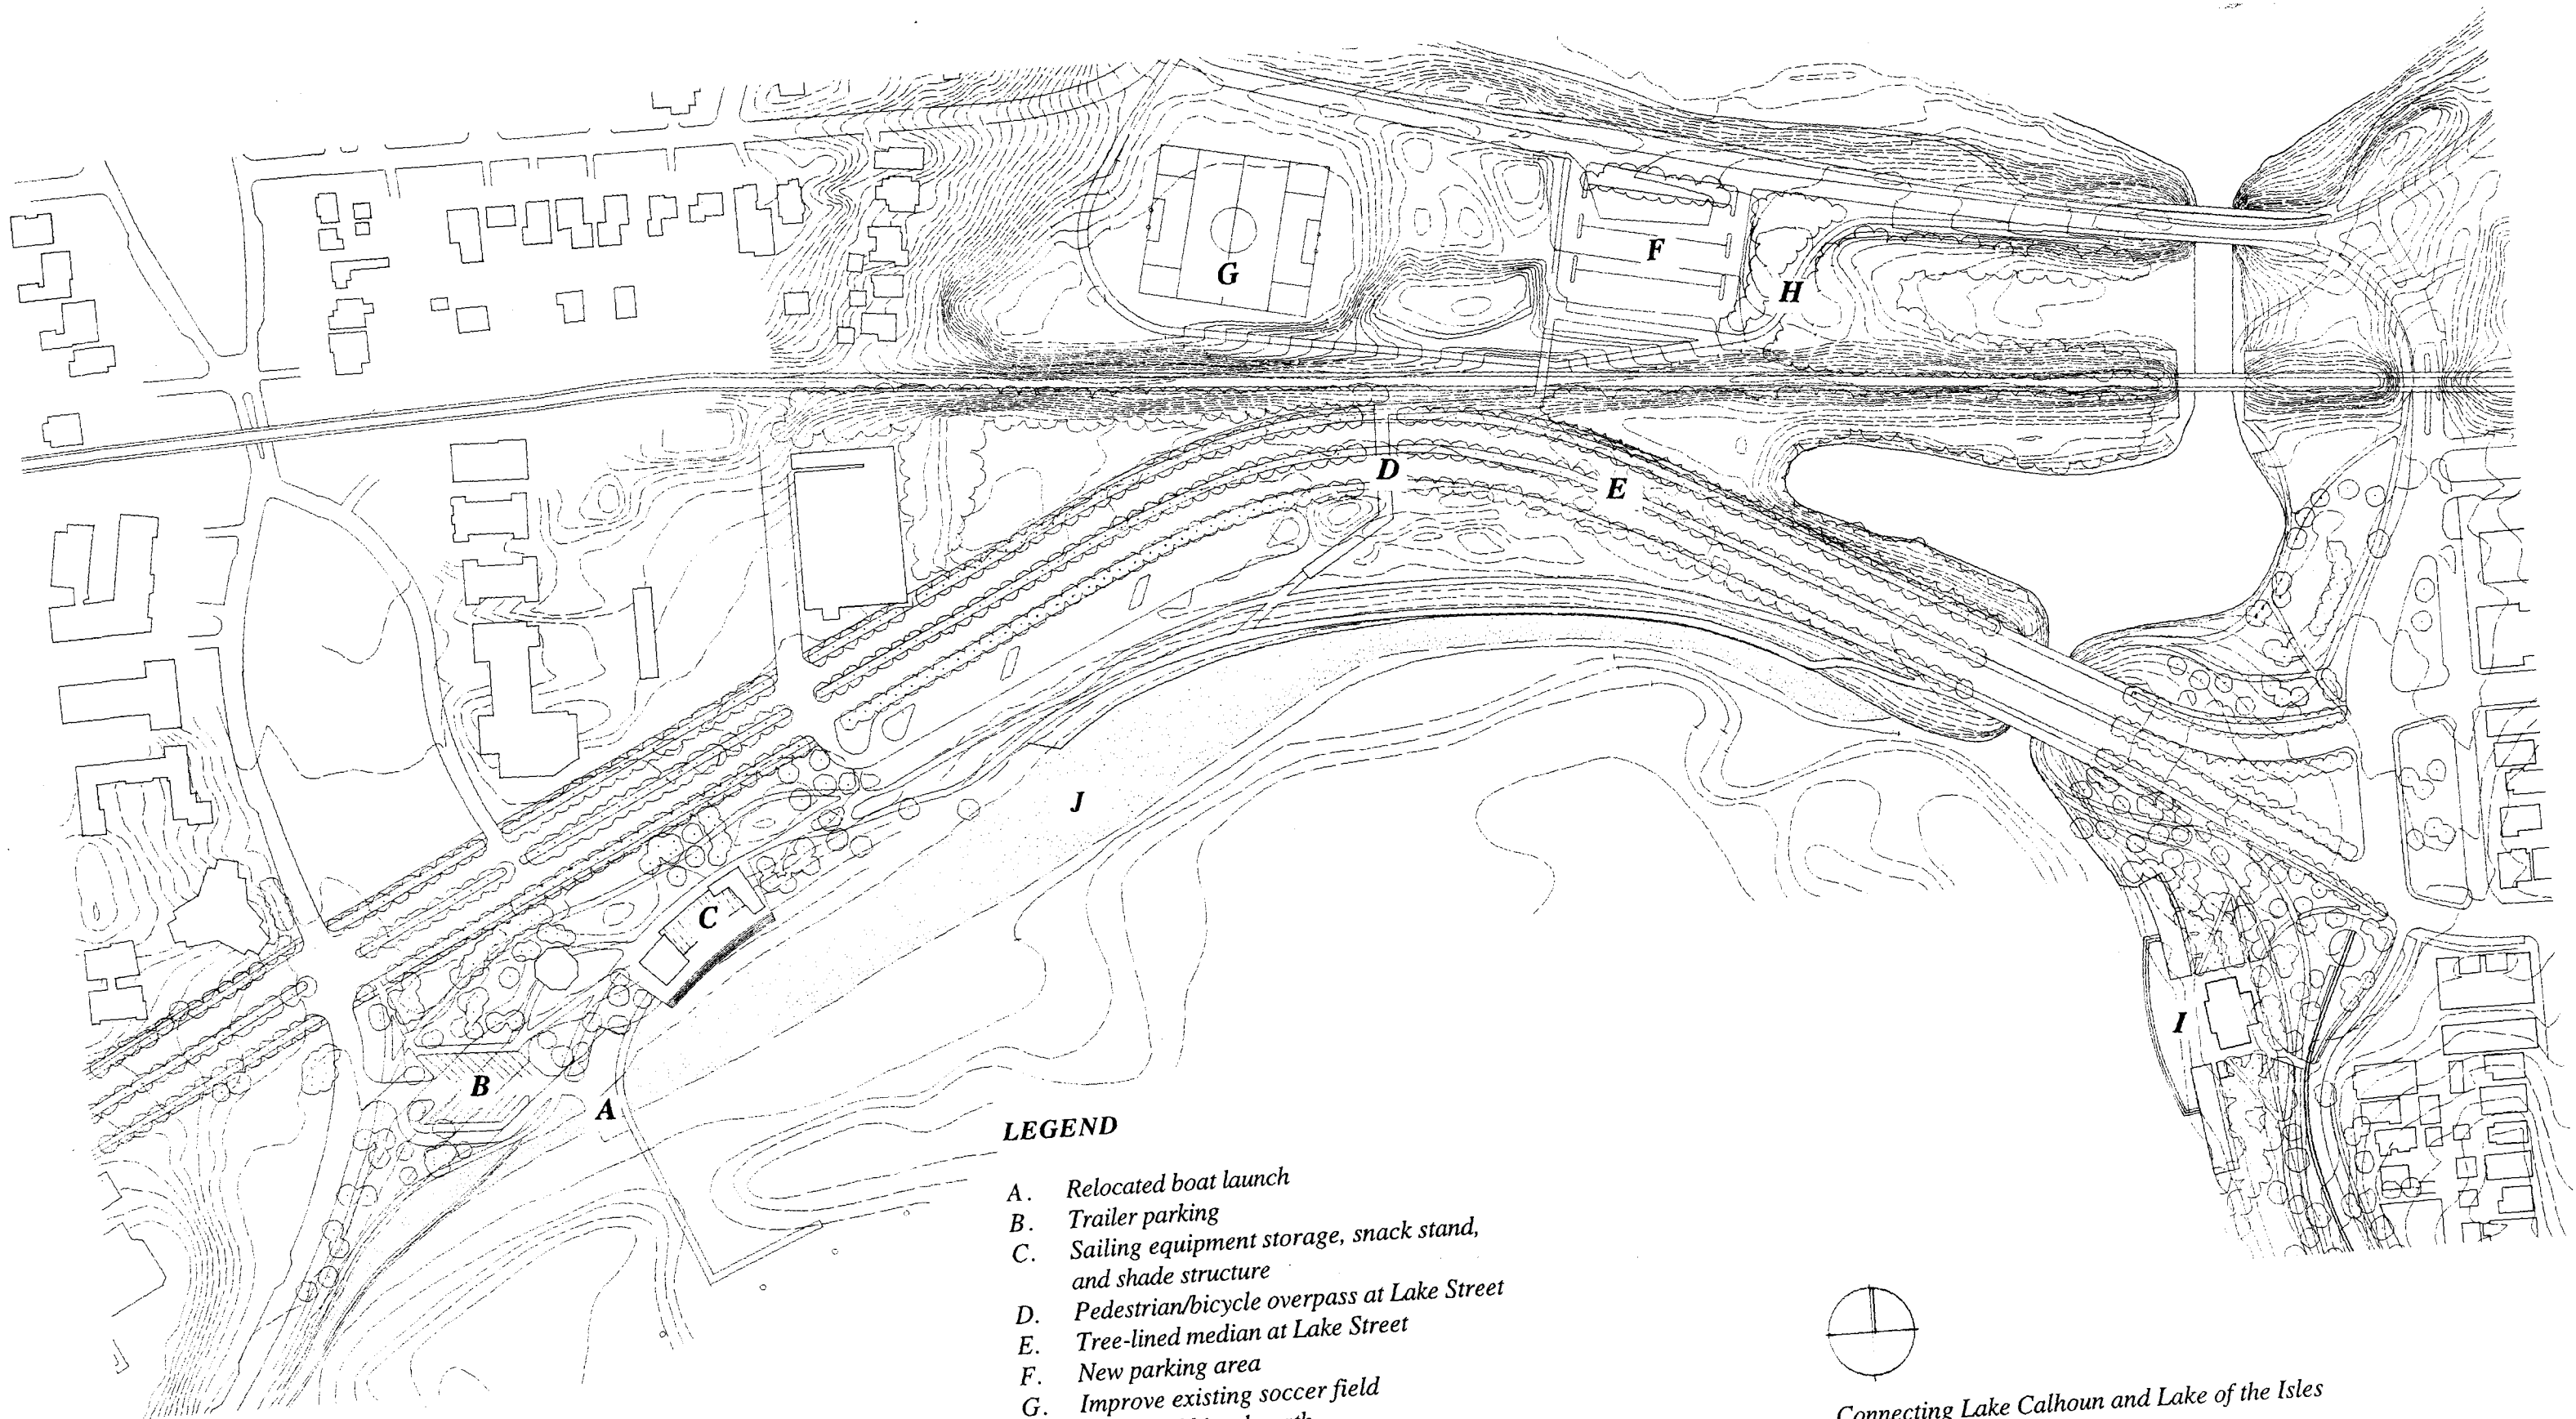 G
F
H
D
E
J
C
I
B
A
LEGEND
A. Relocated boat launch
B. Trailer parking
C. Sailing equipment storage, snack stand,
and shade structure
D. Pedestrian/bicycle overpass at Lake Street
E. Tree-lined median at Lake Street
F. New parking area
G. Improve existing soccer field
Connecting Lake Calhoun and Lake of the Isles